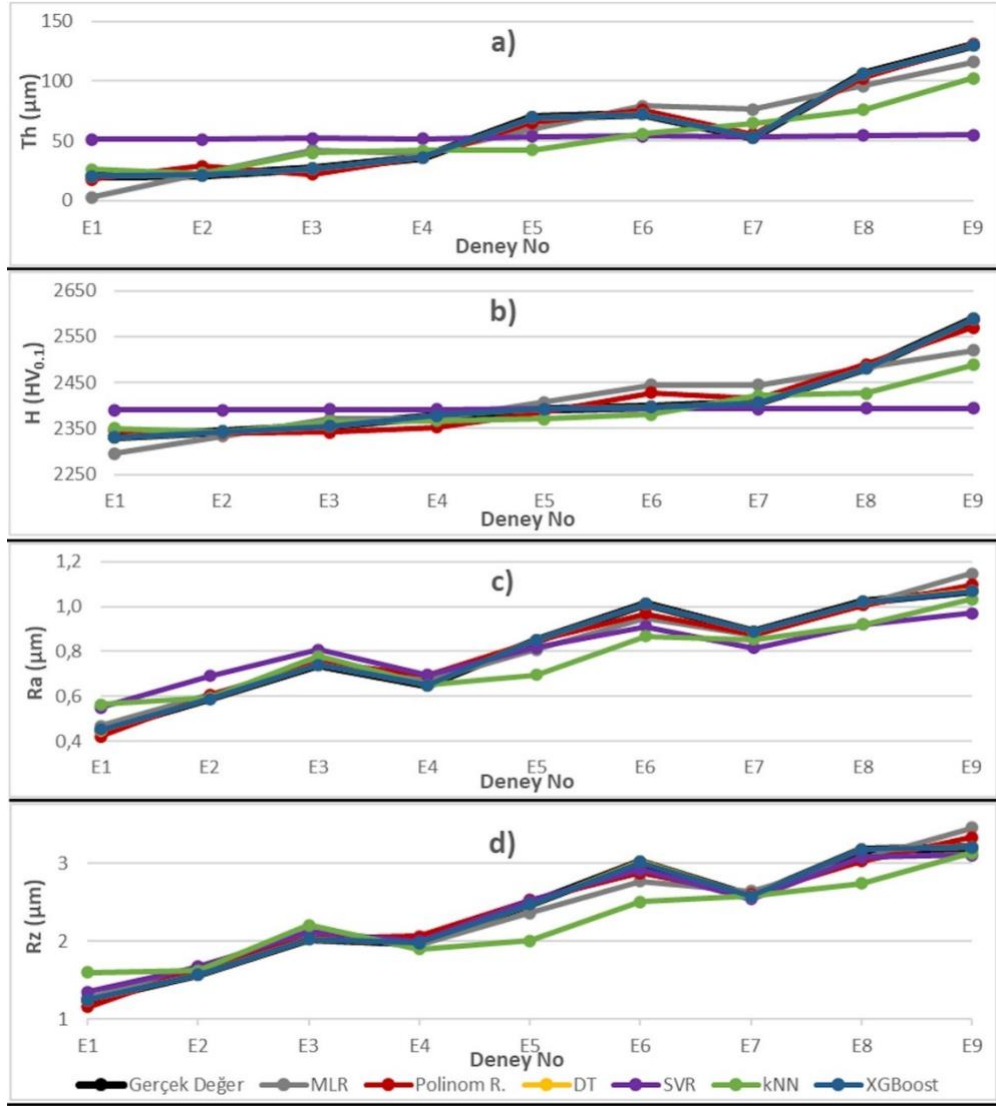 a)
Th (µm)
150
100
50
0
E1 E2 E3 E4 E5 E6 E7 E8 E9
Deney No
b)
H (HV0.1)
2650
2550
2450
2350
2250
E1 E2 E3 E4 E5 E6 E7 E8 E9
Deney No
c)
Ra (µm)
1,2
1,0
0,8
0,6
0,4
E1 E2 E3 E4 E5 E6 E7 E8 E9
Deney No
d)
Rz (µm)
3
2
1
E1 E2 E3 E4 E5 E6 E7 E8 E9
Deney No
Gerçek Değer MLR Polinom R. DT SVR kNN XGBoost